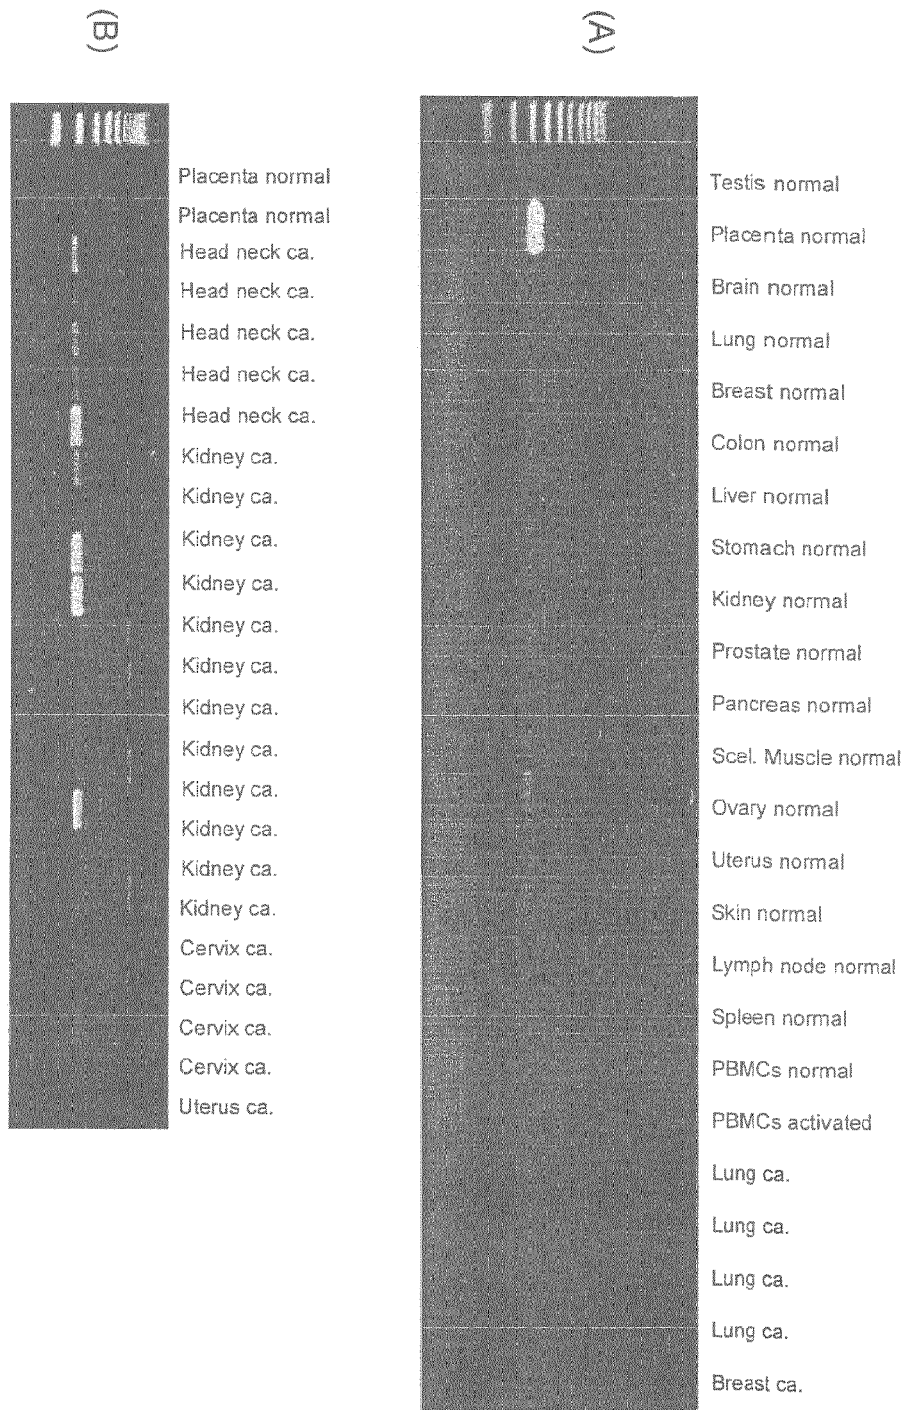 (A)
Testis normal
Placenta normal
Brain normal
Lung normal
Breast normal
Colon normal
Liver normal
Stomach normal
Kidney normal
Prostate normal
Pancreas normal
Scel. Muscle normal
Ovary normal
Uterus normal
Skin normal
Lymph node normal
Spleen normal
PBMCs normal
PBMCs activated
Lung ca.
Lung ca.
Lung ca.
Lung ca.
Breast ca.
(B)
Placenta normal
Placenta normal
Head neck ca.
Head neck ca.
Head neck ca.
Head neck ca.
Head neck ca.
Kidney ca.
Kidney ca.
Kidney ca.
Kidney ca.
Kidney ca.
Kidney ca.
Kidney ca.
Kidney ca.
Kidney ca.
Kidney ca.
Kidney ca.
Kidney ca.
Cervix ca.
Cervix ca.
Cervix ca.
Cervix ca.
Uterus ca.